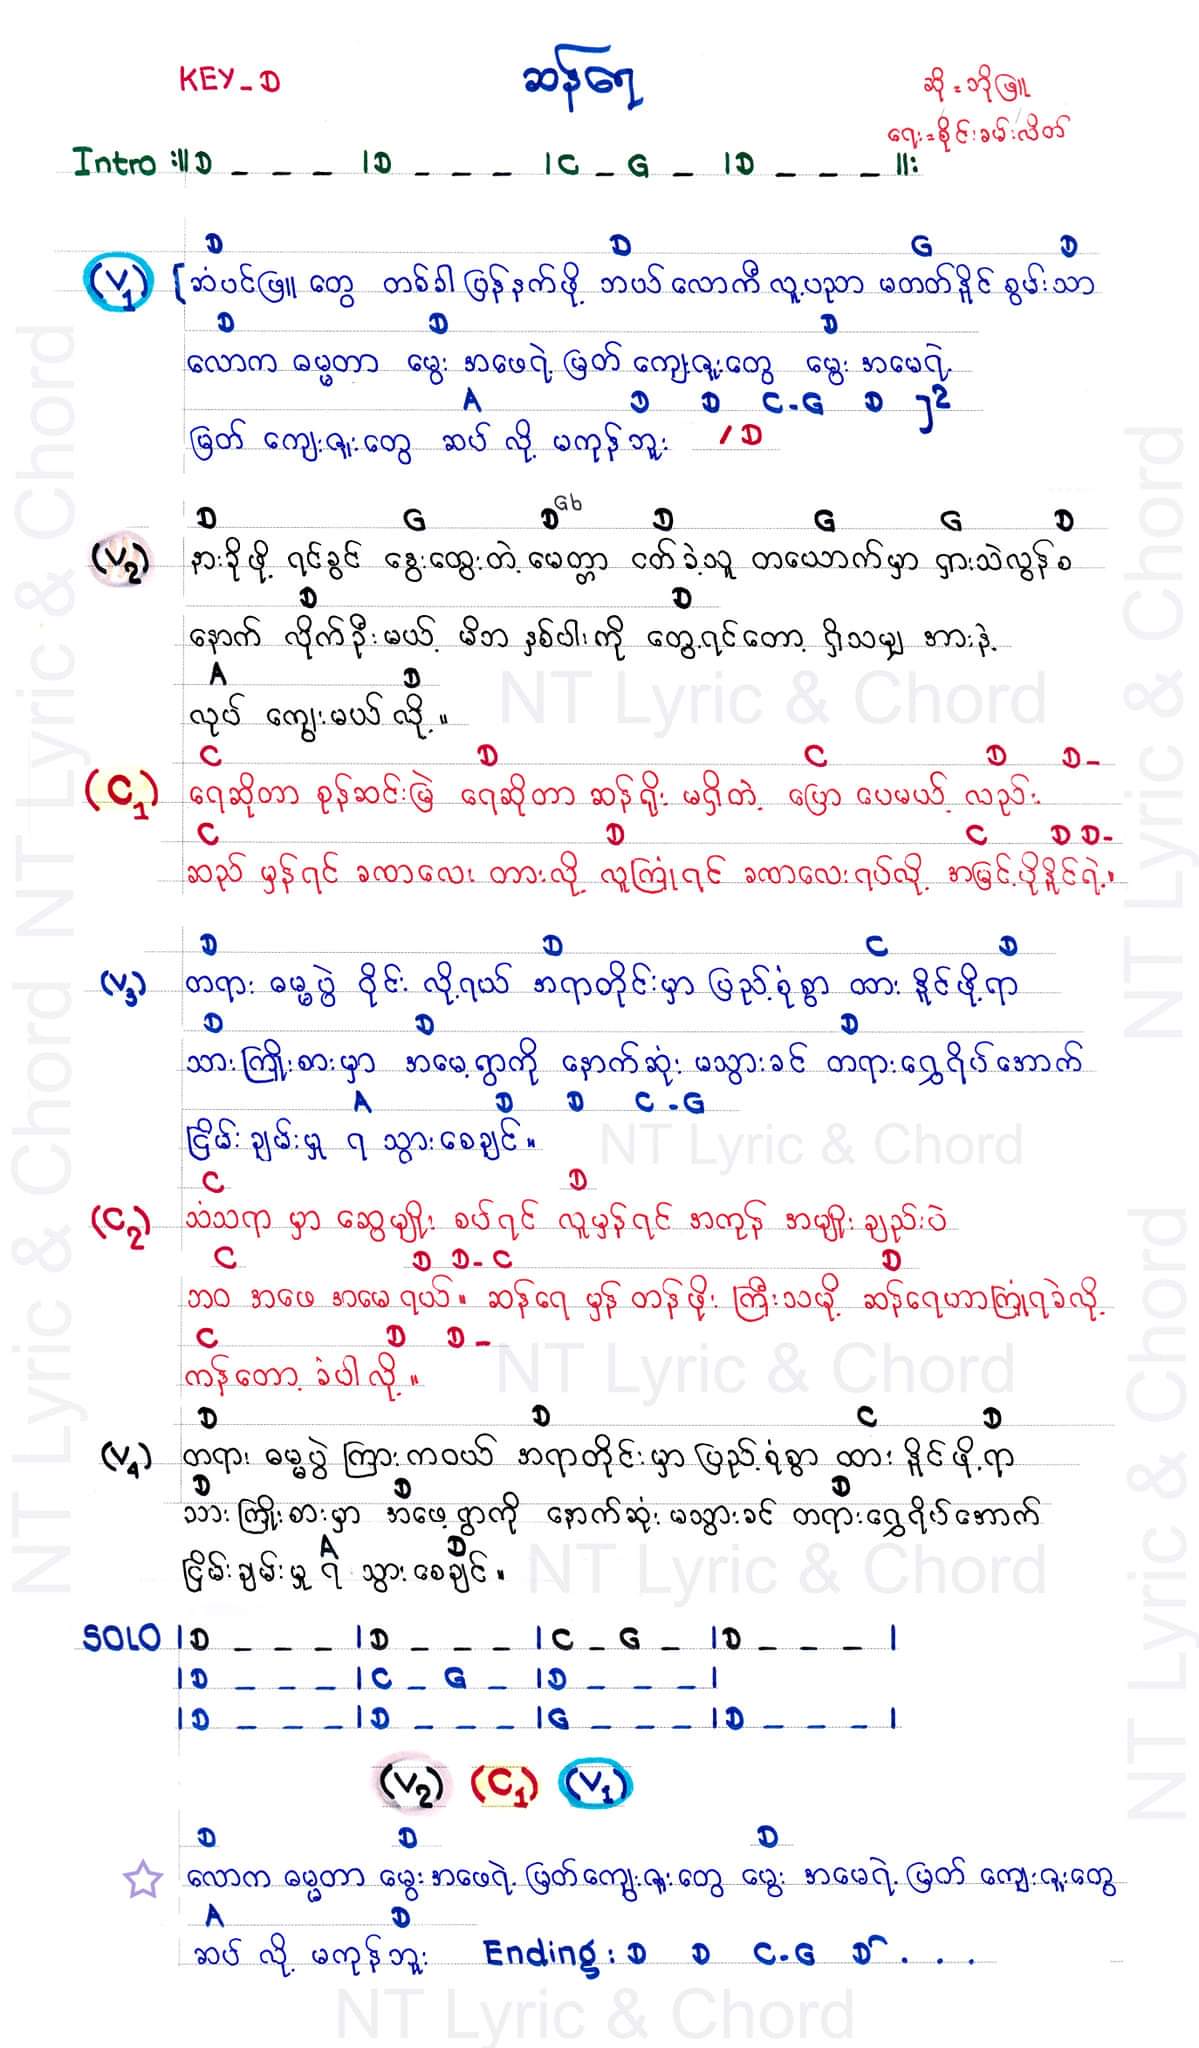 KEY_D
ဆန်ရေ
ဆို = ဘိုဖြူ
ရေး = စိုင်းခမ်းလိတ်
Intro :|| D _ _ _ | D _ _ _ | C _ G _ | D _ _ _ ||:
D D G D
(V1) [ ဆံပင်ဖြူ တွေ တစ်ခါ ပြန်နက်ဖို့ ဘယ် လောကီ လူ့ပညာ မတတ်နိုင် စွမ်းသာ
D D D
လောက ဓမ္မတာ မွေး အဖေရဲ့ မြတ် ကျေးဇူးတွေ မွေး အမေရဲ့
A D D C-G D ]2
မြတ် ကျေးဇူးတွေ ဆပ် လို့ မကုန်ဘူး / D
D G D Gb D G G D
(V2) နားခိုဖို့ ရင်ခွင် နွေးထွေးတဲ့ မေတ္တာ ငတ်ခဲ့သူ တယောက်မှာ ရှားသဲလွန်စ
D D
နောက် လိုက်ဦးမယ့် မိဘ နှစ်ပါးကို တွေ့ရင်တော့ ရှိသမျှ အားနဲ့
A D
လုပ် ကျွေးမယ် လို့ ။
C D C D D-
(C1) ရေဆိုတာ စုန်ဆင်းမြဲ ရေဆိုတာ ဆန်ရိုး မရှိတဲ့ ပြော ပေမယ့် လည်း
C D C D D-
ဆည် မှန်ရင် ခဏလေး တားလို့ လူကြုံရင် ခဏလေးရပ်လို့ အမြင့်ပိုနိုင်ရဲ့။
D D C D
(V3) တရား ဓမ္မပွဲ ဝိုင်း လို့ရယ် အရာတိုင်းမှာ ပြည့်စုံစွာ ထား နိူင်ဖို့ရာ
D D D
သားကြိုးစားမှာ အမေ့ရွာကို နောက်ဆုံး မသွားခင် တရားရွှေရိပ်အောက်
A D D C-G
ငြိမ်းချမ်းမှု ရ သွားစေချင်။
C D
(C2) သံသရာ မှာ ဆွေမျိုး စပ်ရင် လူမှန်ရင် အကုန် အမျိုး ချည်းပဲ
C D D-C D
ဘဝ အဖေ အမေ ရယ်။ ဆန်ရေ မှန် တန်ဖိုး ကြီးသမို့ ဆန်ရေဟာကြုံရခဲလို့
C D D-
ကန်တော့ ခဲပါလို့ ။
D D C D
(V4) တရား ဓမ္မပွဲ ကြားကဝယ် အရာတိုင်းမှာ ပြည့်စုံစွာ ထား နိူင်ဖို့ရာ
D D D
သားကြိုးစားမှာ အဖေ့ရွာကို နောက်ဆုံးမသွားခင် တရားရွှေရိပ်အောက်
A D
ငြိမ်းချမ်းမှု ရ သွားစေချင်။
SOLO | D _ _ _ | D _ _ _ | C _ G _ | D _ _ _ |
| D _ _ _ | C _ G _ | D _ _ _ |
| D _ _ _ | D _ _ _ | G _ _ _ | D _ _ _ |
(V2) (C1) (V1)
D D D
လောက ဓမ္မတာ မွေးအဖေရဲ့ မြတ်ကျေးဇူးတွေ မွေး အမေရဲ့ မြတ် ကျေးဇူးတွေ
A D
ဆပ် လို့ မကုန်ဘူး Ending : D D C-G D . . .
NT Lyric & Chord